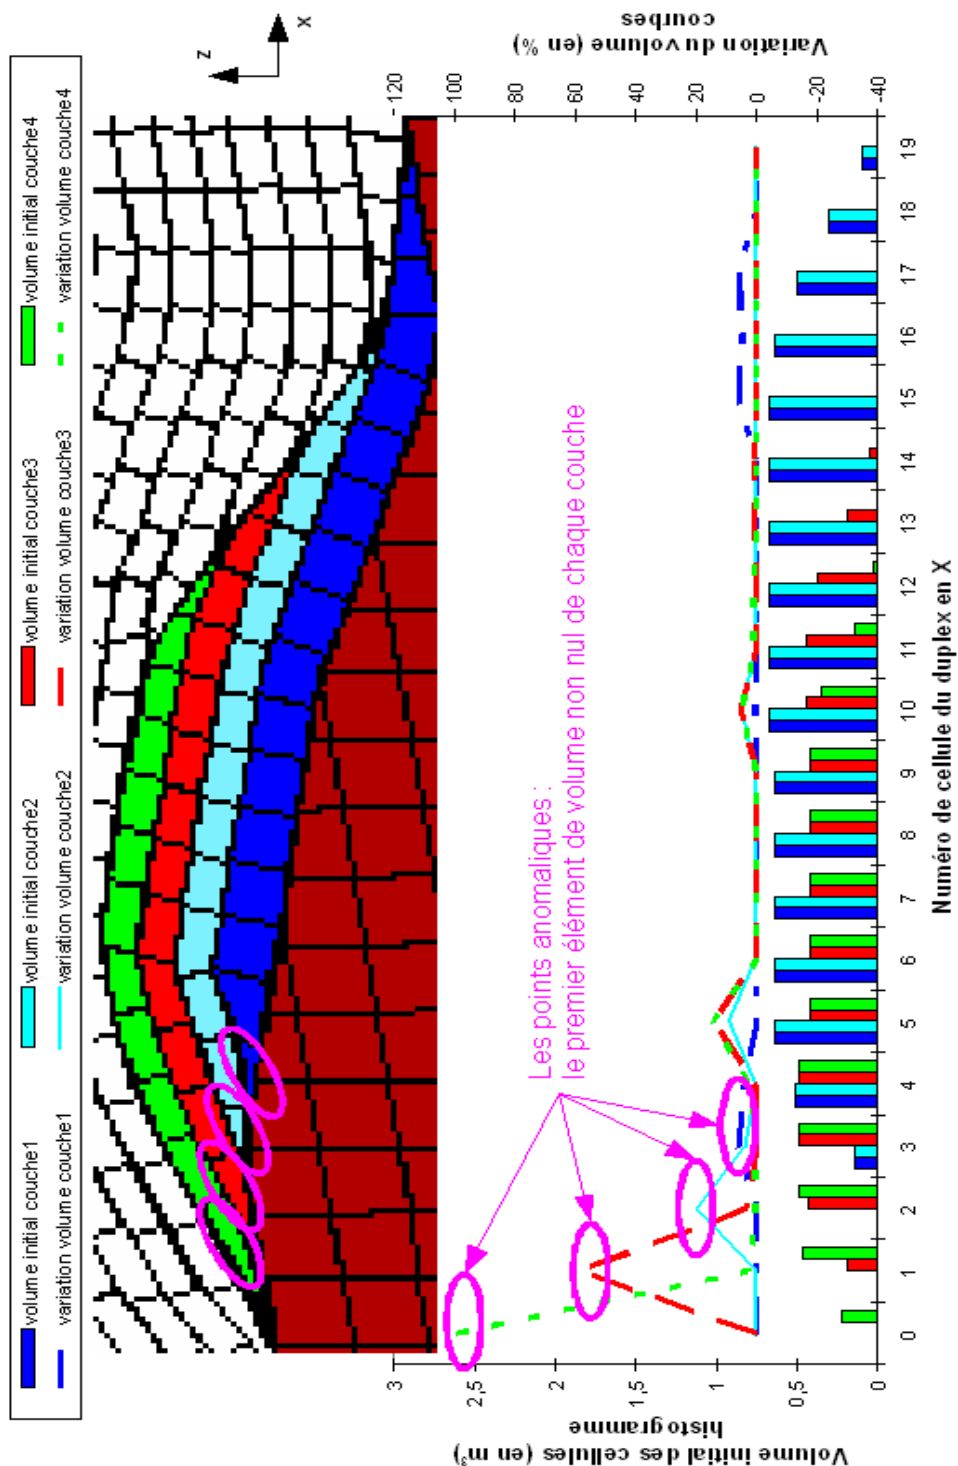 volume initial couche1
volume initial couche2
volume initial couche3
volume initial couche4
variation volume couche1
variation volume couche2
variation volume couche3
variation volume couche4
Z
X
Les points anomaliques :
le premier élément de volume non nul de chaque couche
Volume initial des cellules (en m³)
histogramme
3
2,5
2
1,5
1
0,5
0
Variation du volume (en %)
courbes
120
100
80
60
40
20
0
-20
-40
0 1 2 3 4 5 6 7 8 9 10 11 12 13 14 15 16 17 18 19
Numéro de cellule du duplex en X